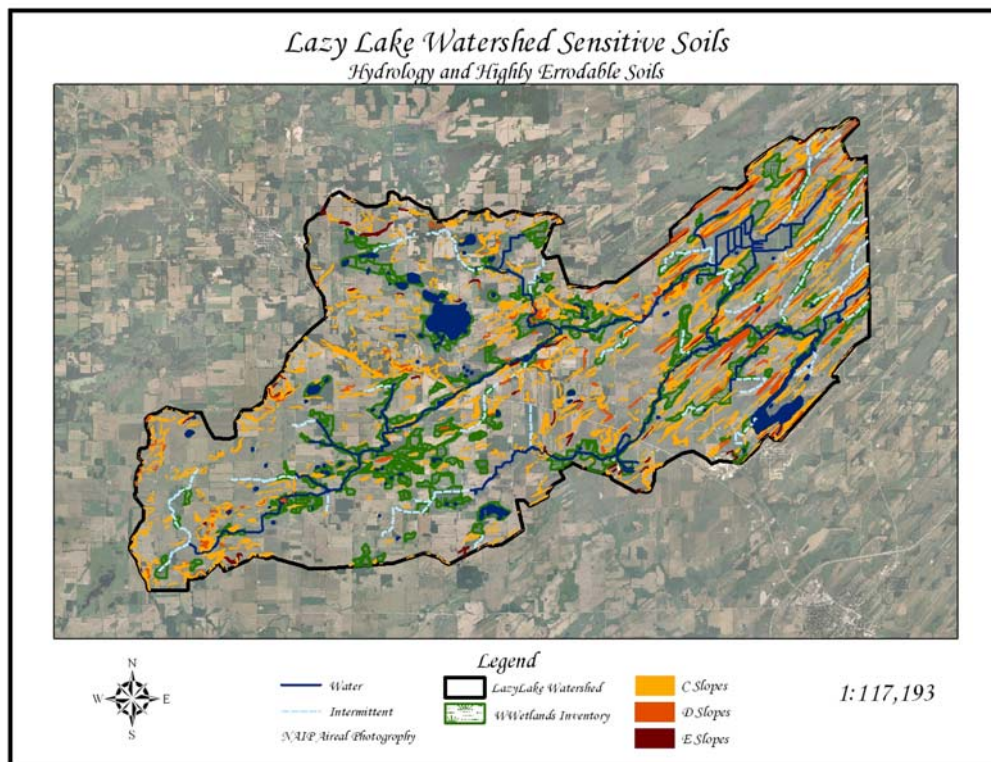 Lazy Lake Watershed Sensitive Soils
Hydrology and Highly Errodable Soils
Legend
N
W E
S
Water
Intermittent
NAIP Aireal Photography
LazyLake Watershed
WWetlands Inventory
C Slopes
D Slopes
E Slopes
1:117,193